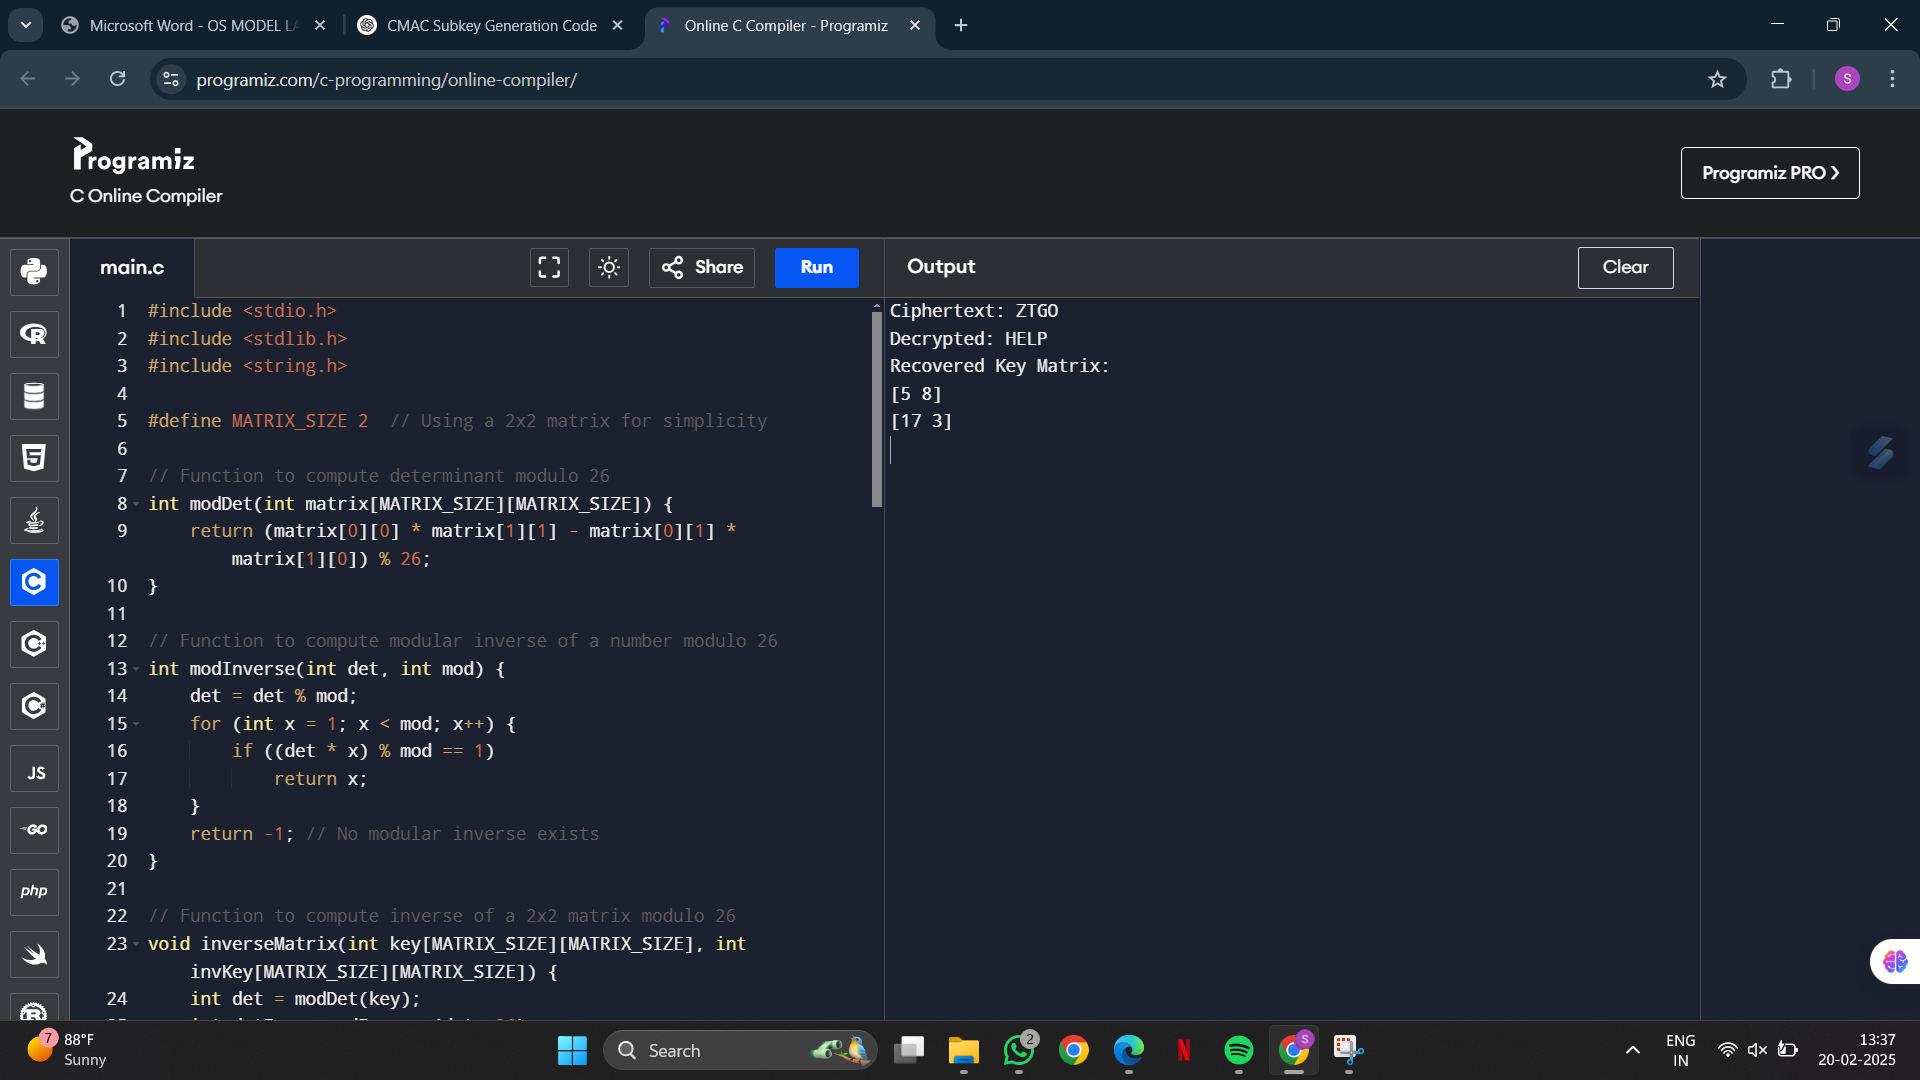 Microsoft Word - OS MODEL LA
CMAC Subkey Generation Code
Online C Compiler - Programiz
programiz.com/c-programming/online-compiler/
S
Programiz
C Online Compiler
Programiz PRO
main.c
Share
Run
Output
Clear
1 #include <stdio.h>
2 #include <stdlib.h>
3 #include <string.h>
4
5 #define MATRIX_SIZE 2  // Using a 2x2 matrix for simplicity
6
7 // Function to compute determinant modulo 26
8 int modDet(int matrix[MATRIX_SIZE][MATRIX_SIZE]) {
9     return (matrix[0][0] * matrix[1][1] - matrix[0][1] *
matrix[1][0]) % 26;
10 }
11
12 // Function to compute modular inverse of a number modulo 26
13 int modInverse(int det, int mod) {
14     det = det % mod;
15     for (int x = 1; x < mod; x++) {
16         if ((det * x) % mod == 1)
17             return x;
18     }
19     return -1; // No modular inverse exists
20 }
21
22 // Function to compute inverse of a 2x2 matrix modulo 26
23 void inverseMatrix(int key[MATRIX_SIZE][MATRIX_SIZE], int
invKey[MATRIX_SIZE][MATRIX_SIZE]) {
24     int det = modDet(key);
Ciphertext: ZTGO
Decrypted: HELP
Recovered Key Matrix:
[5 8]
[17 3]
JS
GO
php
7
88°F
Sunny
Search
2
N
S
ENG
IN
13:37
20-02-2025